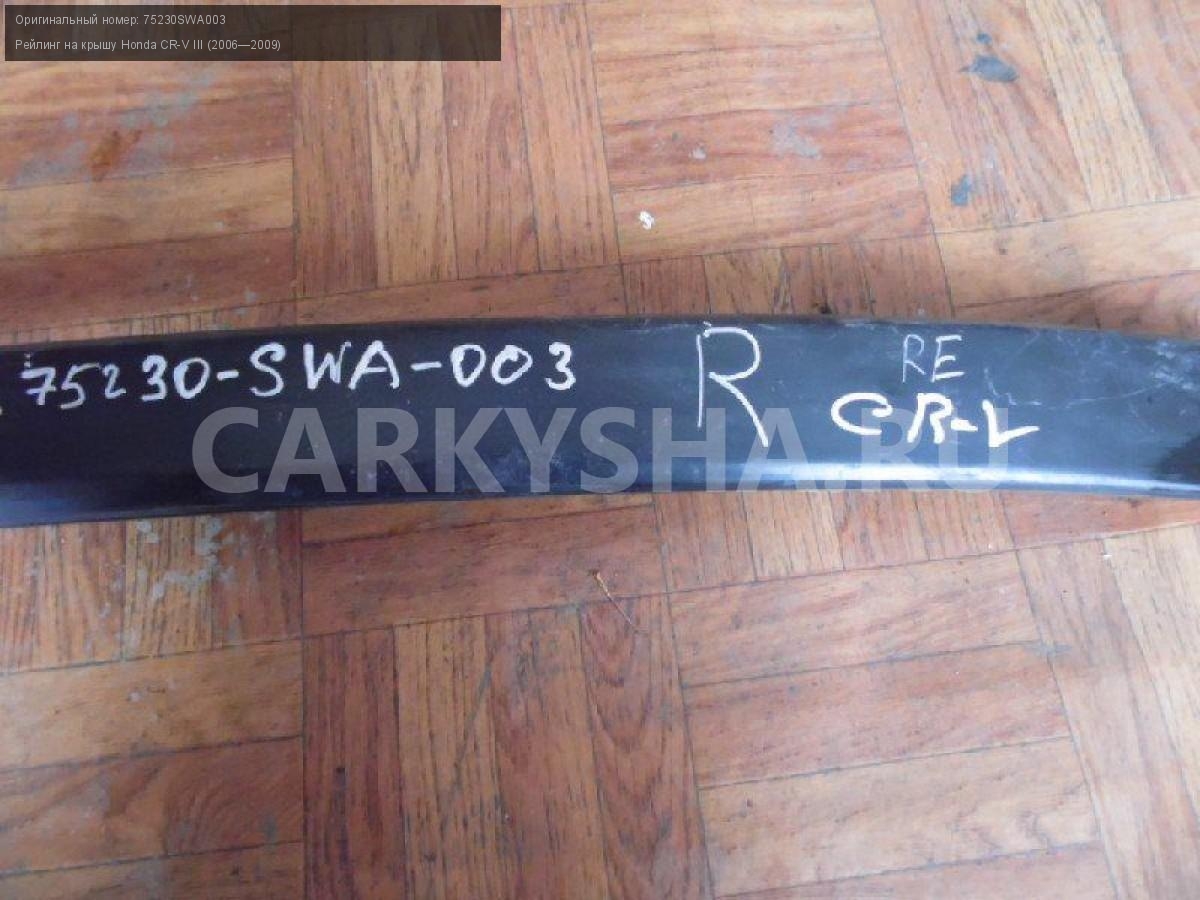 Оригинальный номер: 75230SWA003
Рейлинг на крышу Honda CR-V III (2006—2009)
75230-SWA-003 R RE
CR-V
CARKYSHA.RU